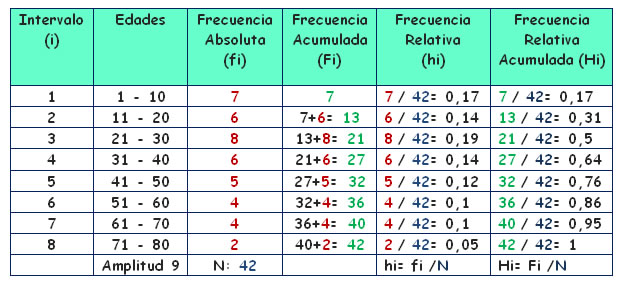 Intervalo (i) Edades Frecuencia Absoluta (fi) Frecuencia Acumulada (Fi) Frecuencia Relativa (hi) Frecuencia Relativa Acumulada (Hi)
1 1 - 10 7 7 7 / 42= 0,17 7 / 42= 0,17
2 11 - 20 6 7+6= 13 6 / 42= 0,14 13 / 42= 0,31
3 21 - 30 8 13+8= 21 8 / 42= 0,19 21 / 42= 0,5
4 31 - 40 6 21+6= 27 6 / 42= 0,14 27 / 42= 0,64
5 41 - 50 5 27+5= 32 5 / 42= 0,12 32 / 42= 0,76
6 51 - 60 4 32+4= 36 4 / 42= 0,1 36 / 42= 0,86
7 61 - 70 4 36+4= 40 4 / 42= 0,1 40 / 42= 0,95
8 71 - 80 2 40+2= 42 2 / 42= 0,05 42 / 42= 1
Amplitud 9 N: 42 hi= fi /N Hi= Fi /N